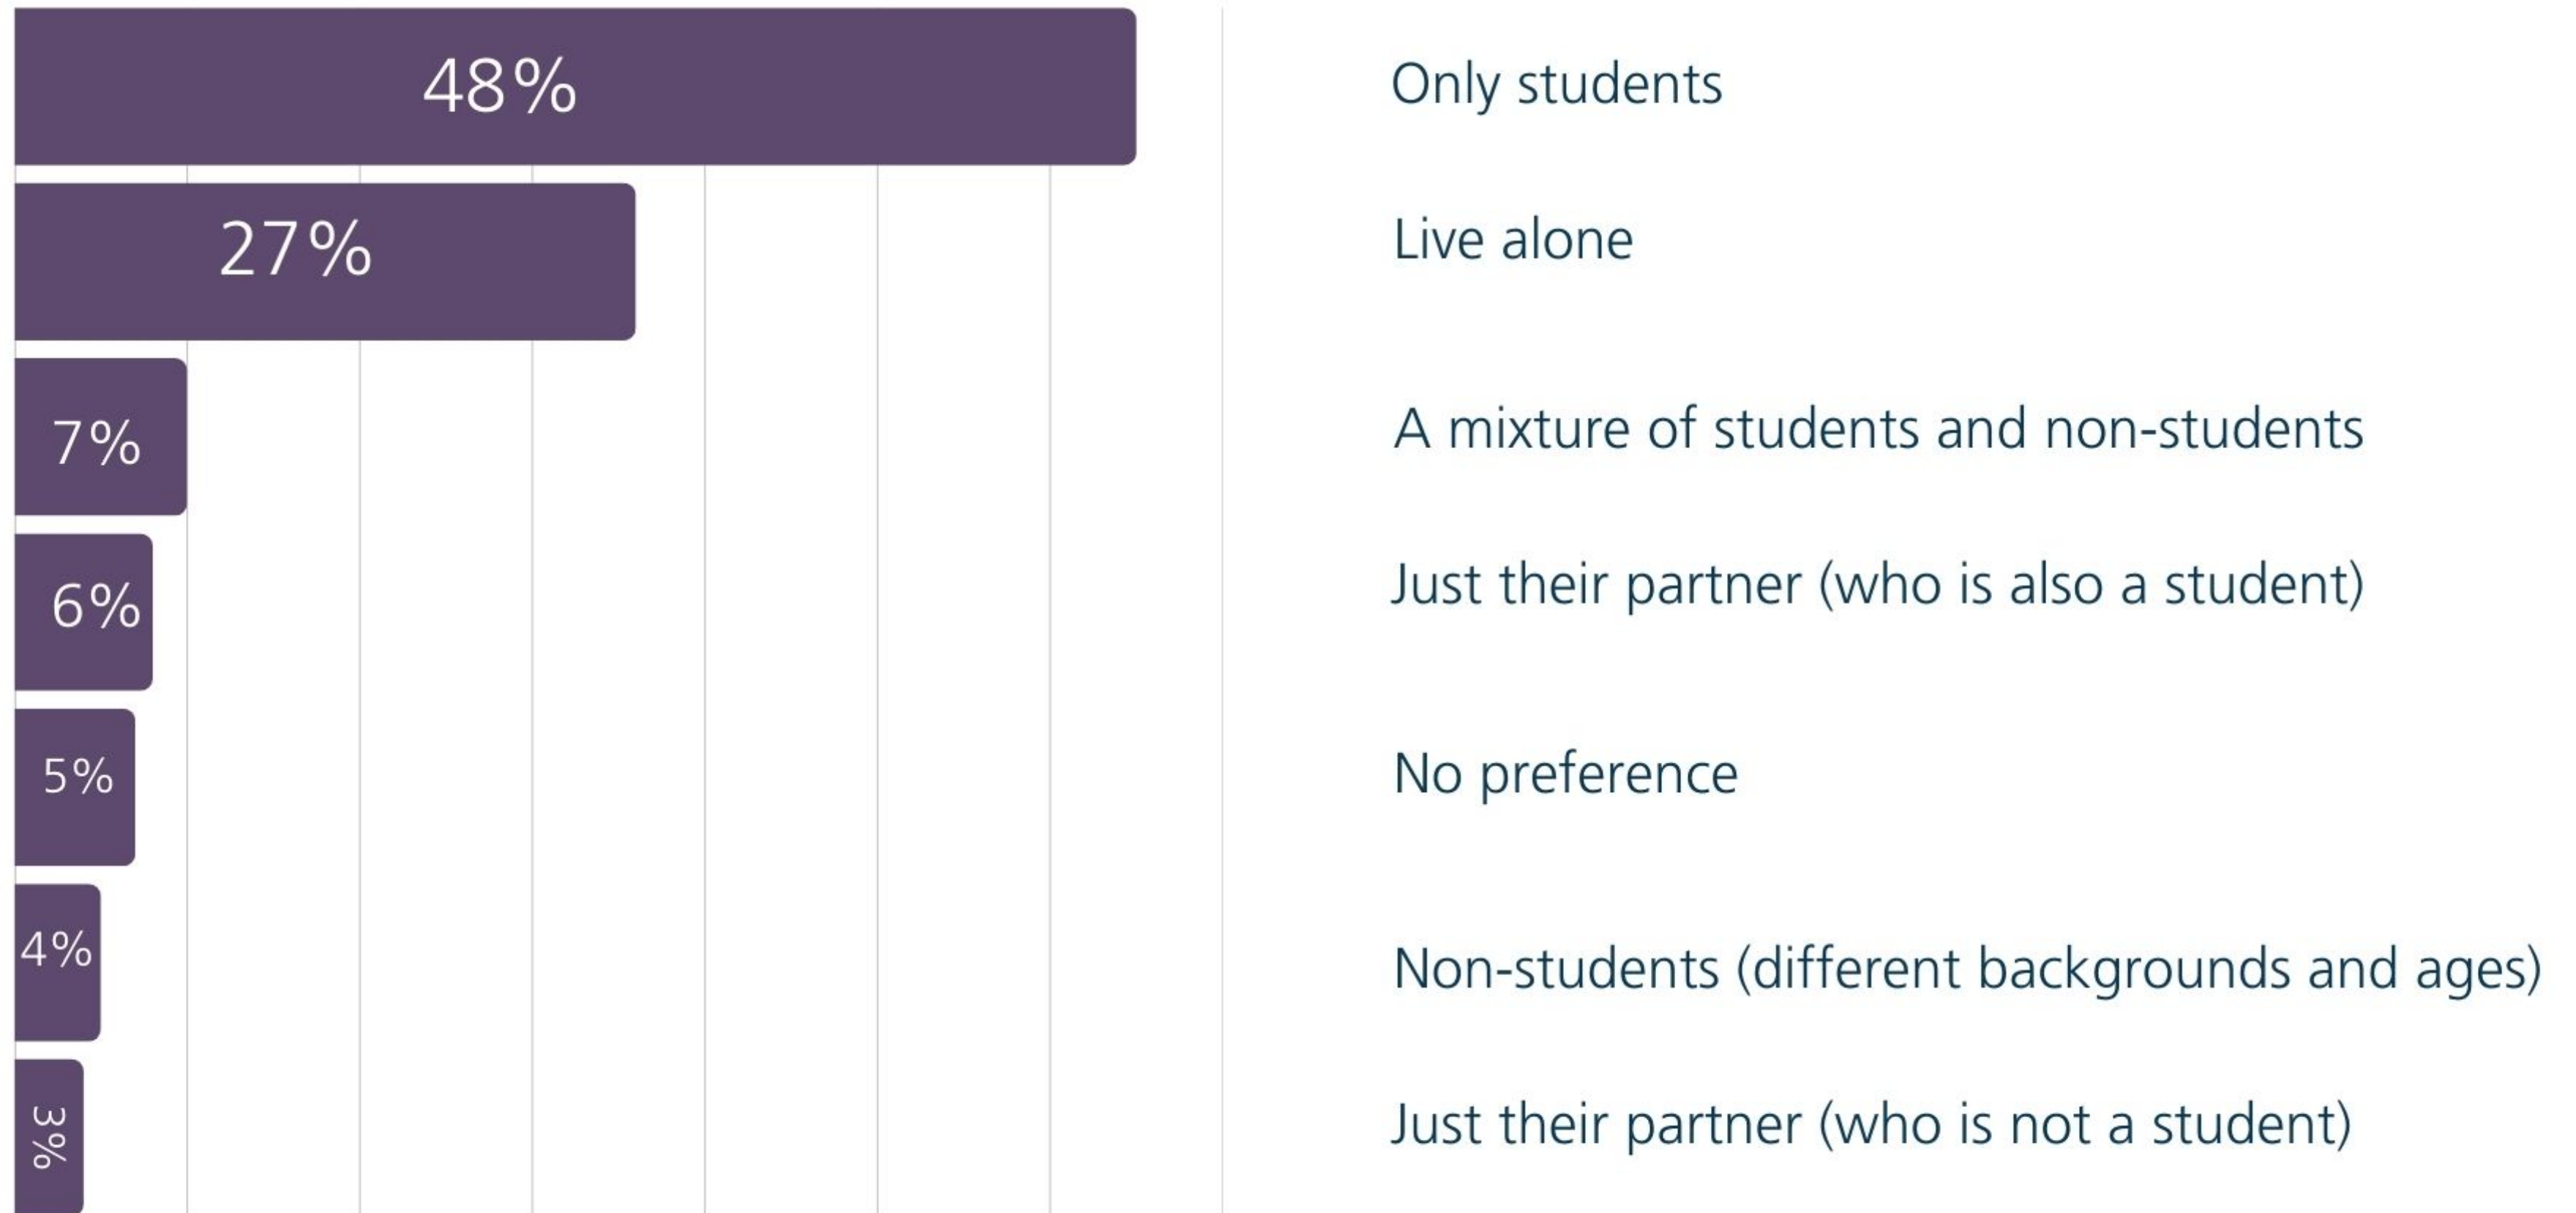 48% Only students
27% Live alone
7% A mixture of students and non-students
6% Just their partner (who is also a student)
5% No preference
4% Non-students (different backgrounds and ages)
3% Just their partner (who is not a student)